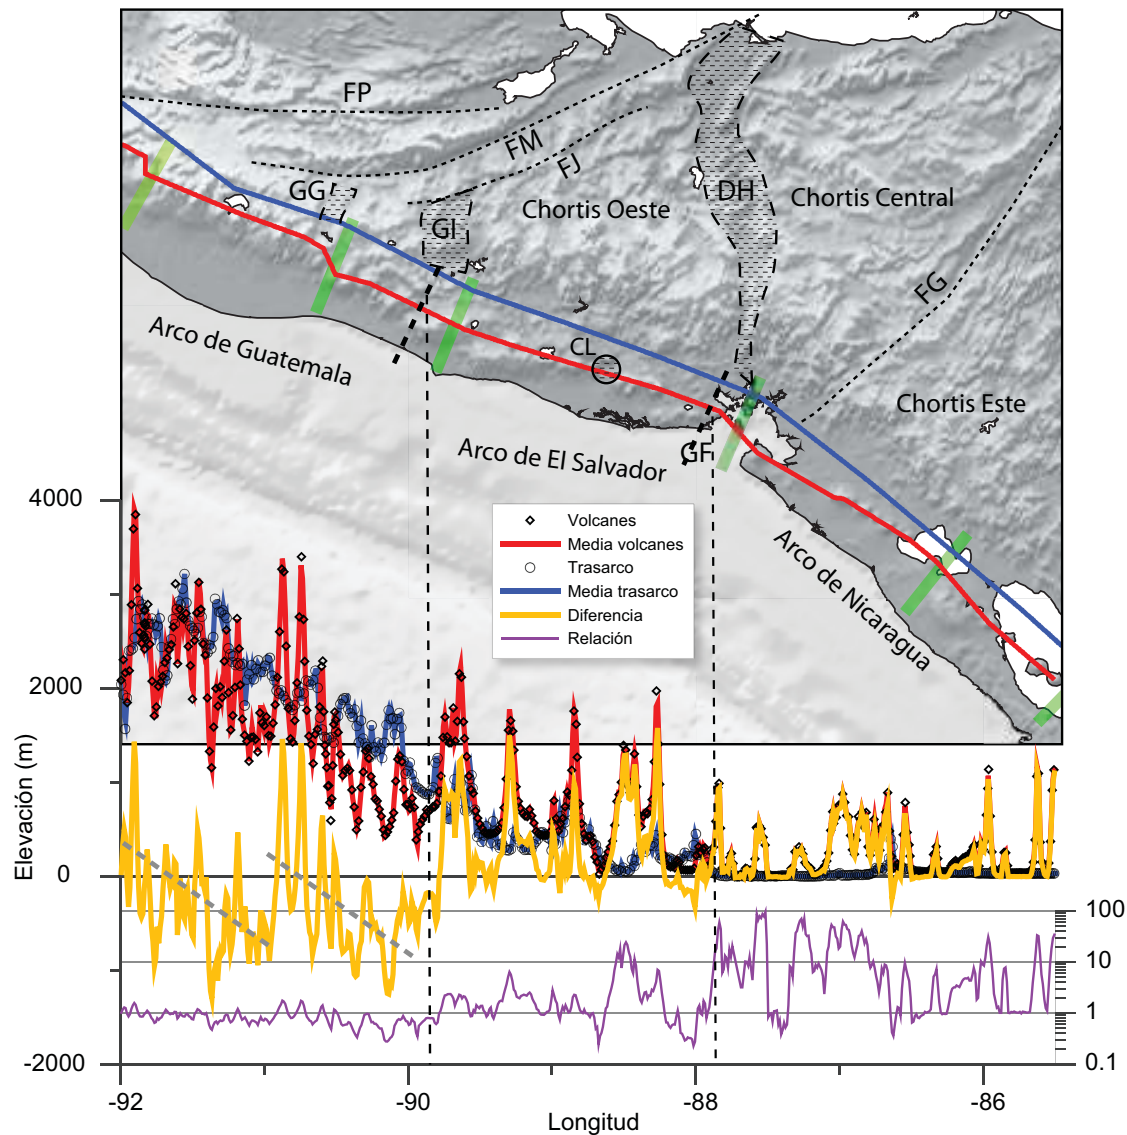 FP
FM
FJ
GG
GI
DH
Chortis Oeste
Chortis Central
FG
Arco de Guatemala
CL
Chortis Este
Arco de El Salvador
GF
Arco de Nicaragua
Volcanes
Media volcanes
Trasarco
Media trasarco
Diferencia
Relación
4000
2000
0
-2000
Elevación (m)
100
10
1
0.1
-92
-90
-88
-86
Longitud